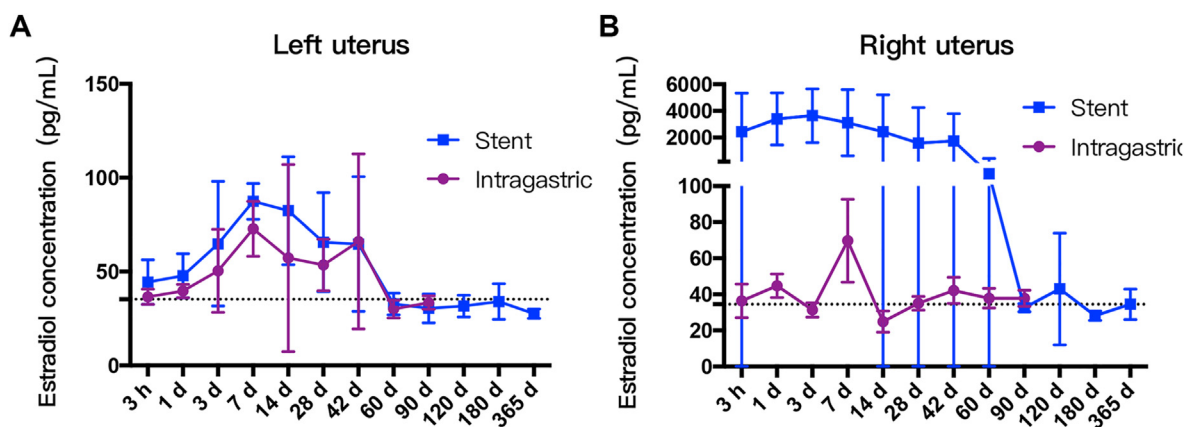 A
Left uterus
Estradiol concentration (pg/mL)
150
100
50
0
Stent
Intragastric
3 h
1 d
3 d
7 d
14 d
28 d
42 d
60 d
90 d
120 d
180 d
365 d
B
Right uterus
Estradiol concentration (pg/mL)
6000
4000
2000
100
80
60
40
20
0
Stent
Intragastric
3 h
1 d
3 d
7 d
14 d
28 d
42 d
60 d
90 d
120 d
180 d
365 d